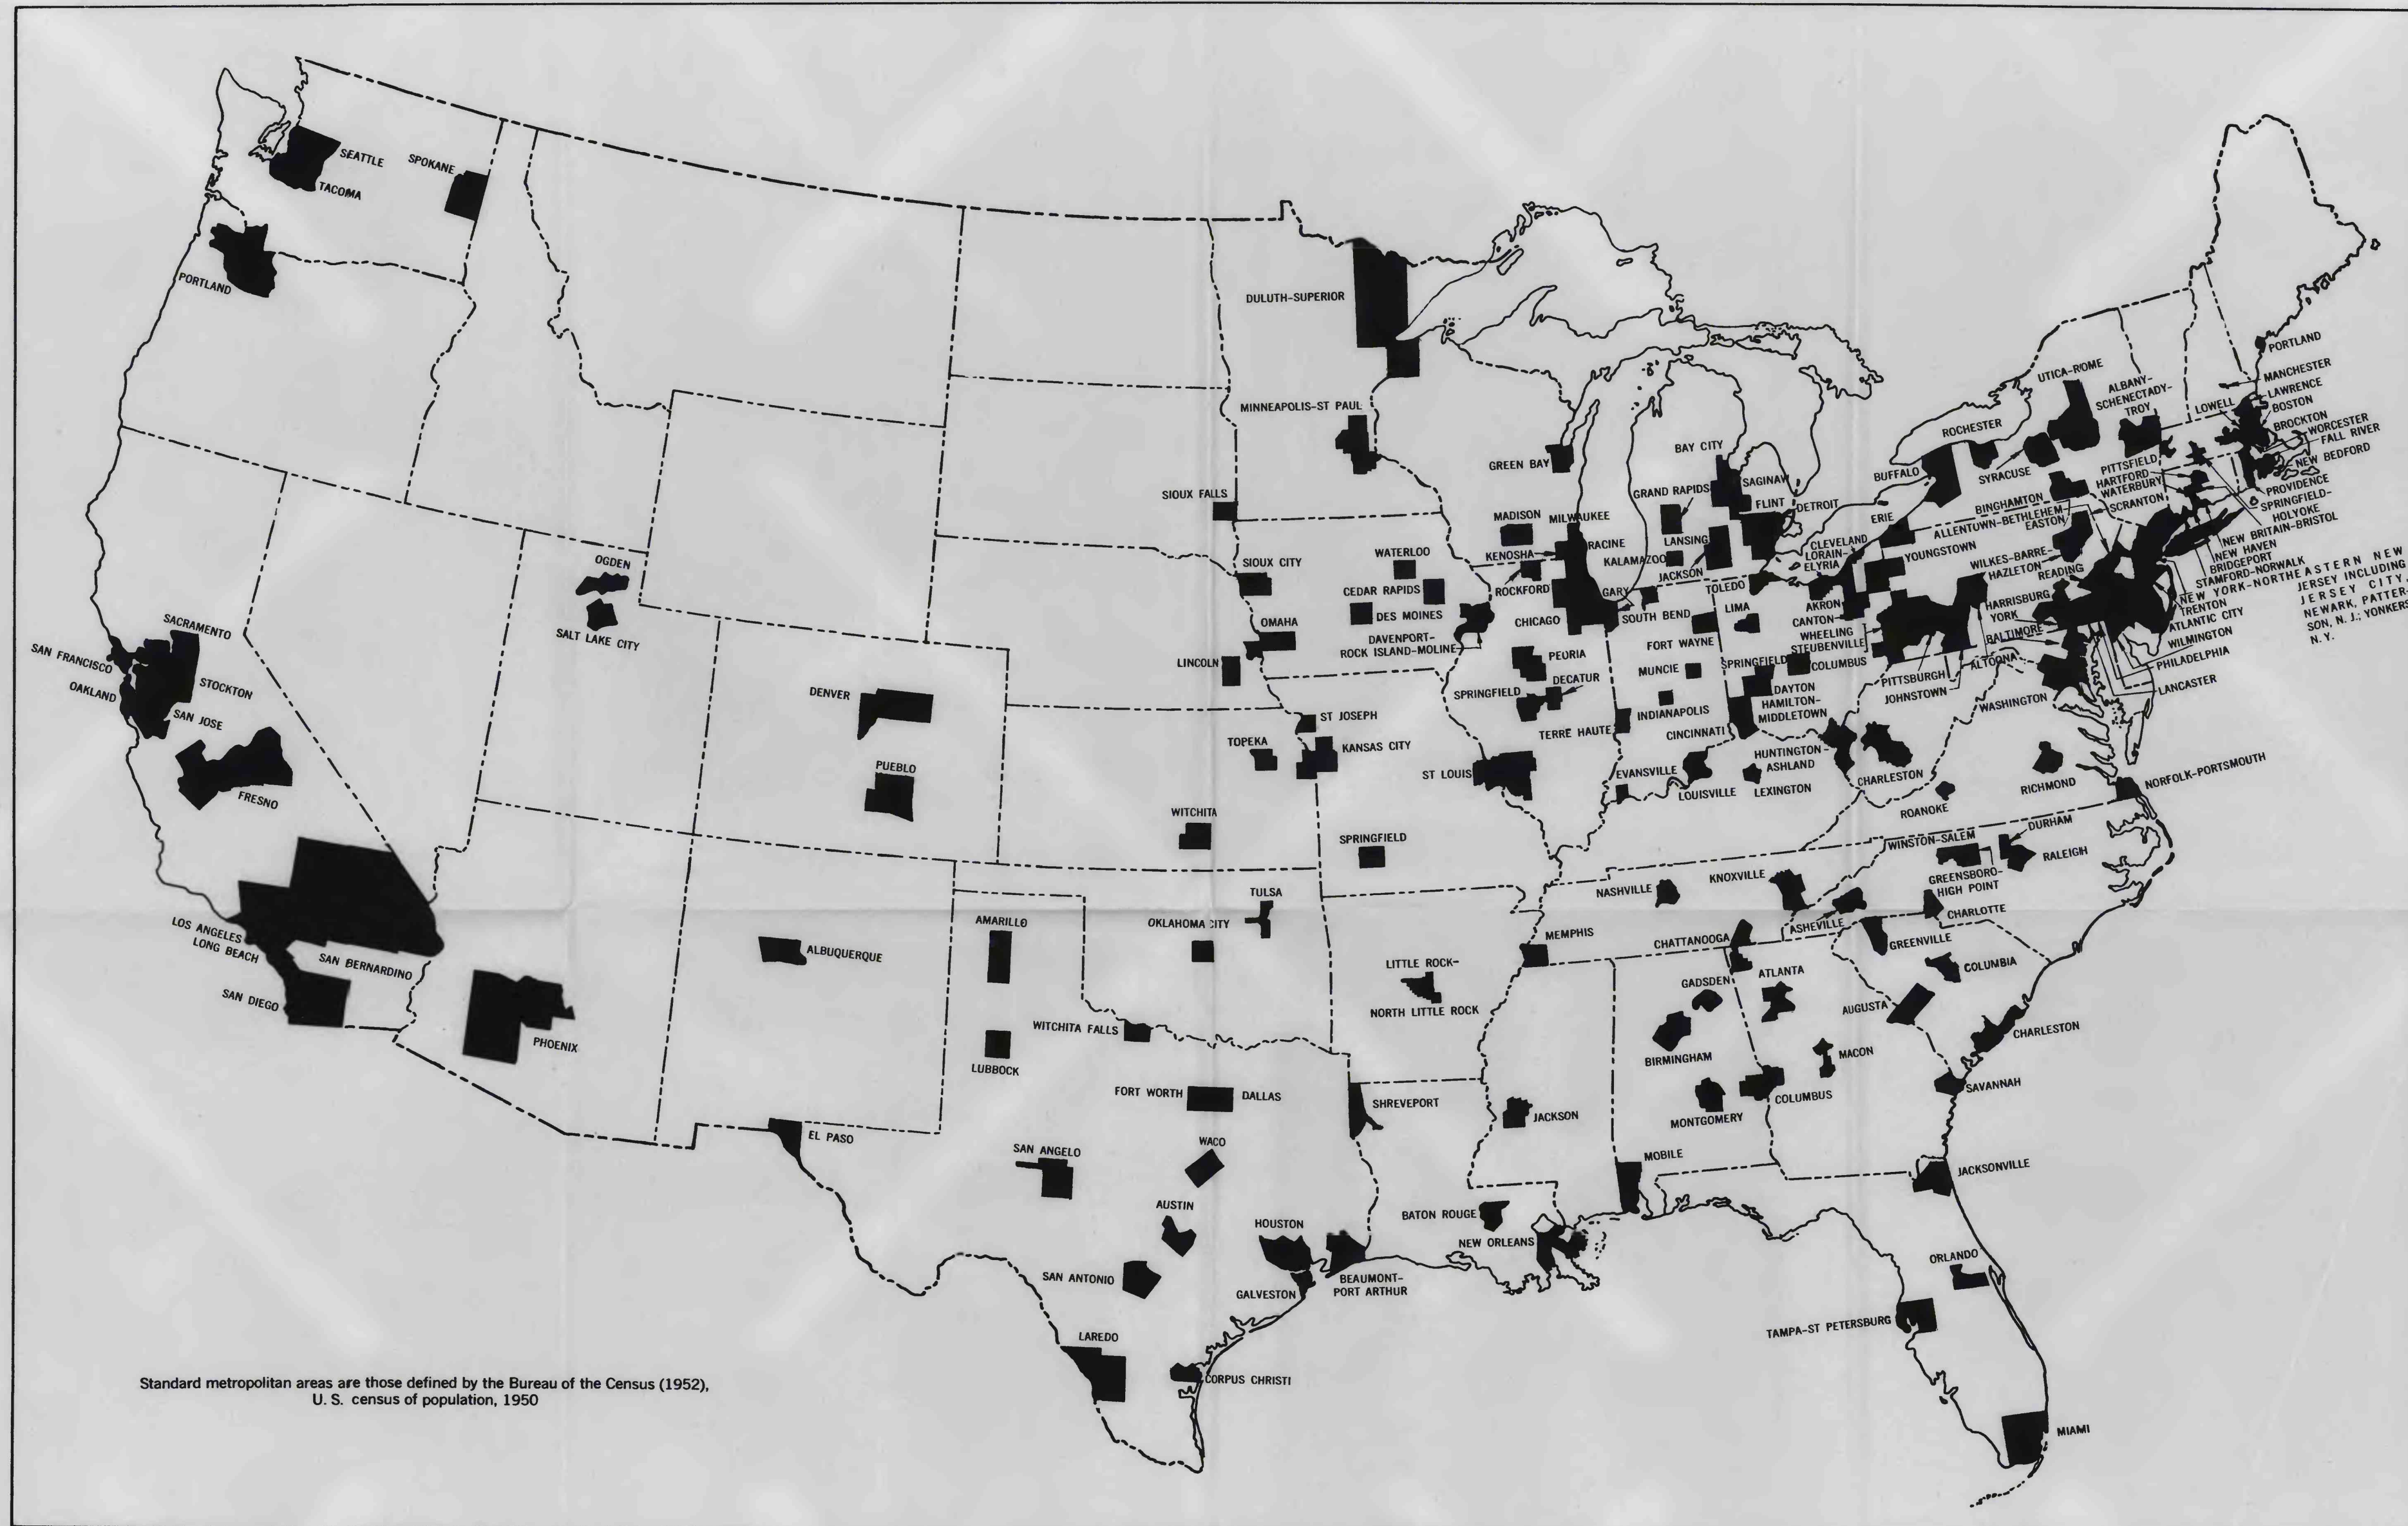 SEATTLE
SPOKANE
TACOMA
PORTLAND
DULUTH-SUPERIOR
MINNEAPOLIS-ST PAUL
SIOUX FALLS
GREEN BAY
BAY CITY
GRAND RAPIDS
SAGINAW
FLINT
DETROIT
MADISON
MILWAUKEE
RACINE
KENOSHA
LANSING
KALAMAZOO
JACKSON
ROCKFORD
GARY
CHICAGO
SOUTH BEND
TOLEDO
LIMA
FORT WAYNE
CLEVELAND
LORAIN-
ELYRIA
AKRON
CANTON
WHEELING
STEUBENVILLE
YOUNGSTOWN
ERIE
BUFFALO
ROCHESTER
SYRACUSE
UTICA-ROME
ALBANY-
SCHENECTADY-
TROY
BINGHAMTON
ALLENTOWN-BETHLEHEM
EASTON
SCRANTON
WILKES-BARRE-
HAZLETON
READING
HARRISBURG
YORK
BALTIMORE
ALTOONA
PITTSBURGH
JOHNSTOWN
WASHINGTON
PORTLAND
MANCHESTER
LAWRENCE
LOWELL
BOSTON
BROCKTON
WORCESTER
FALL RIVER
NEW BEDFORD
PITTSFIELD
HARTFORD
WATERBURY
PROVIDENCE
SPRINGFIELD-
HOLYOKE
NEW BRITAIN-BRISTOL
NEW HAVEN
BRIDGEPORT
STAMFORD-NORWALK
NEW YORK-NORTHEASTERN NEW
JERSEY INCLUDING
JERSEY CITY,
NEWARK, PATTER-
SON, N. J.; YONKERS
N. Y.
TRENTON
ATLANTIC CITY
WILMINGTON
PHILADELPHIA
LANCASTER
OGDEN
SALT LAKE CITY
SIOUX CITY
WATERLOO
CEDAR RAPIDS
DES MOINES
DAVENPORT-
ROCK ISLAND-MOLINE
OMAHA
LINCOLN
PEORIA
DECATUR
SPRINGFIELD
MUNCIE
INDIANAPOLIS
TERRE HAUTE
SPRINGFIELD
COLUMBUS
DAYTON
HAMILTON-
MIDDLETOWN
CINCINNATI
SACRAMENTO
SAN FRANCISCO
OAKLAND
STOCKTON
SAN JOSE
FRESNO
DENVER
PUEBLO
ST JOSEPH
TOPEKA
KANSAS CITY
WITCHITA
ST LOUIS
SPRINGFIELD
EVANSVILLE
LOUISVILLE
LEXINGTON
HUNTINGTON-
ASHLAND
CHARLESTON
ROANOKE
RICHMOND
NORFOLK-PORTSMOUTH
WINSTON-SALEM
DURHAM
RALEIGH
GREENSBORO-
HIGH POINT
CHARLOTTE
NASHVILLE
KNOXVILLE
ASHEVILLE
GREENVILLE
CHATTANOOGA
MEMPHIS
LOS ANGELES
LONG BEACH
SAN BERNARDINO
SAN DIEGO
PHOENIX
ALBUQUERQUE
AMARILLO
OKLAHOMA CITY
TULSA
LITTLE ROCK-
NORTH LITTLE ROCK
WITCHITA FALLS
LUBBOCK
FORT WORTH
DALLAS
SHREVEPORT
JACKSON
GADSDEN
ATLANTA
BIRMINGHAM
MACON
MONTGOMERY
COLUMBUS
COLUMBIA
AUGUSTA
CHARLESTON
SAVANNAH
EL PASO
SAN ANGELO
WACO
AUSTIN
HOUSTON
SAN ANTONIO
GALVESTON
BEAUMONT-
PORT ARTHUR
BATON ROUGE
NEW ORLEANS
MOBILE
JACKSONVILLE
ORLANDO
TAMPA-ST PETERSBURG
MIAMI
LAREDO
CORPUS CHRISTI
Standard metropolitan areas are those defined by the Bureau of the Census (1952),
U. S. census of population, 1950